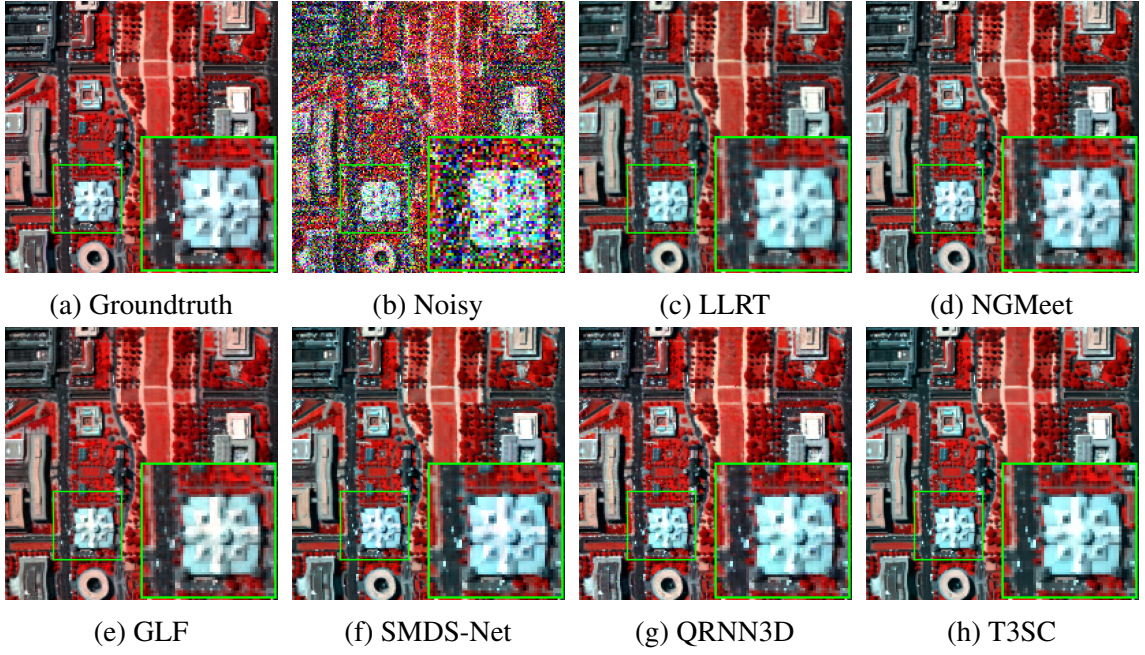 (a) Groundtruth
(b) Noisy
(c) LLRT
(d) NGMeet
(e) GLF
(f) SMDS-Net
(g) QRNN3D
(h) T3SC